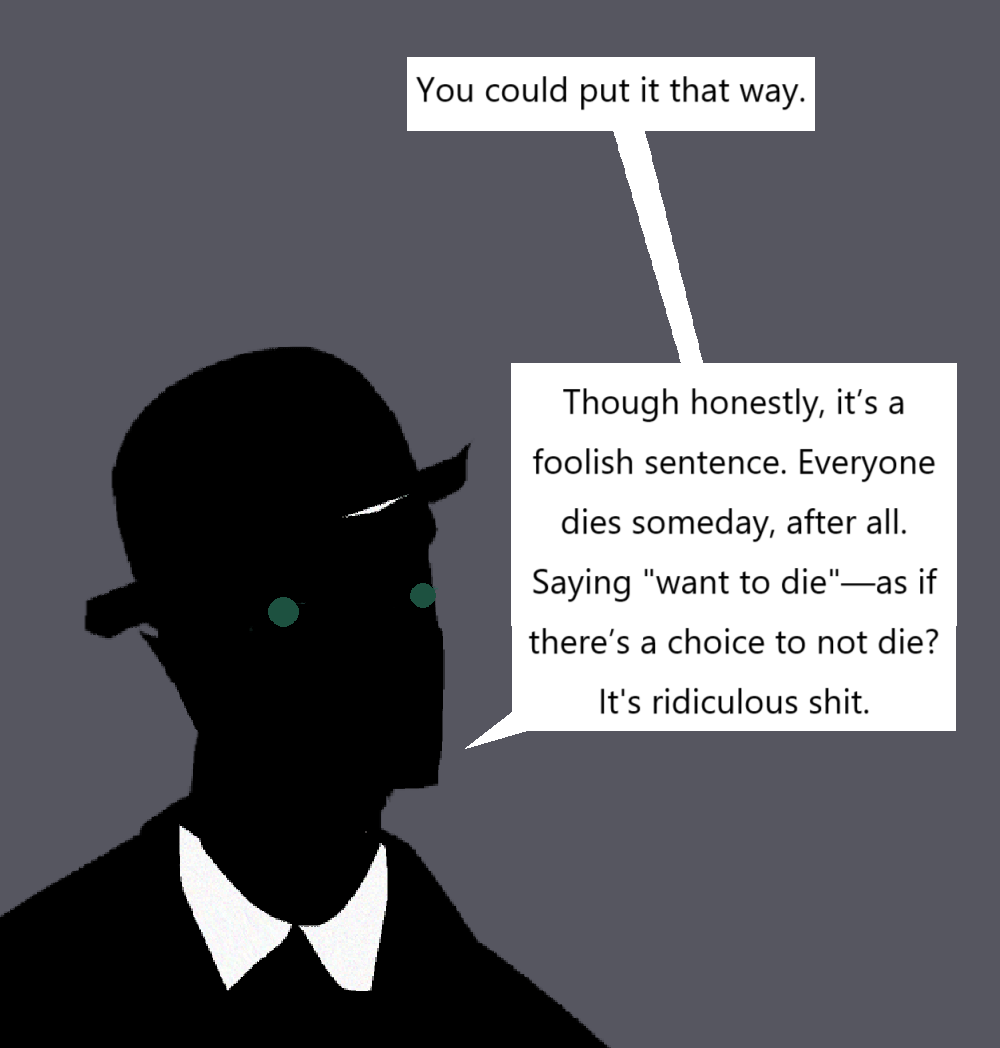 You could put it that way.
Though honestly, it’s a
foolish sentence. Everyone
dies someday, after all.
Saying "want to die"—as if
there’s a choice to not die?
It's ridiculous shit.